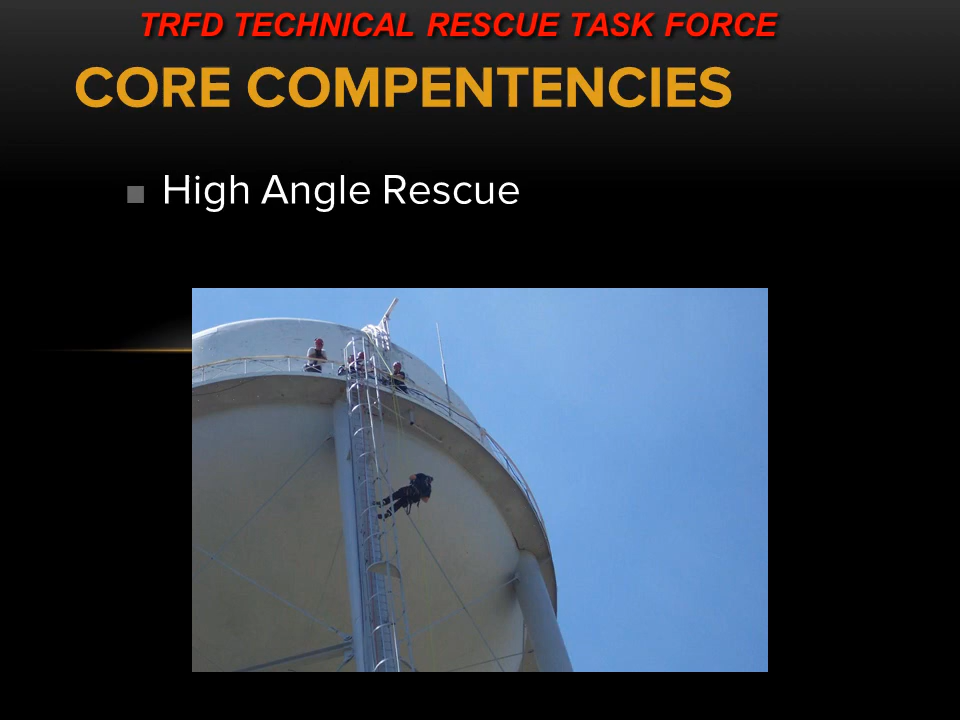 TRFD TECHNICAL RESCUE TASK FORCE
CORE COMPENTENCIES
■ High Angle Rescue